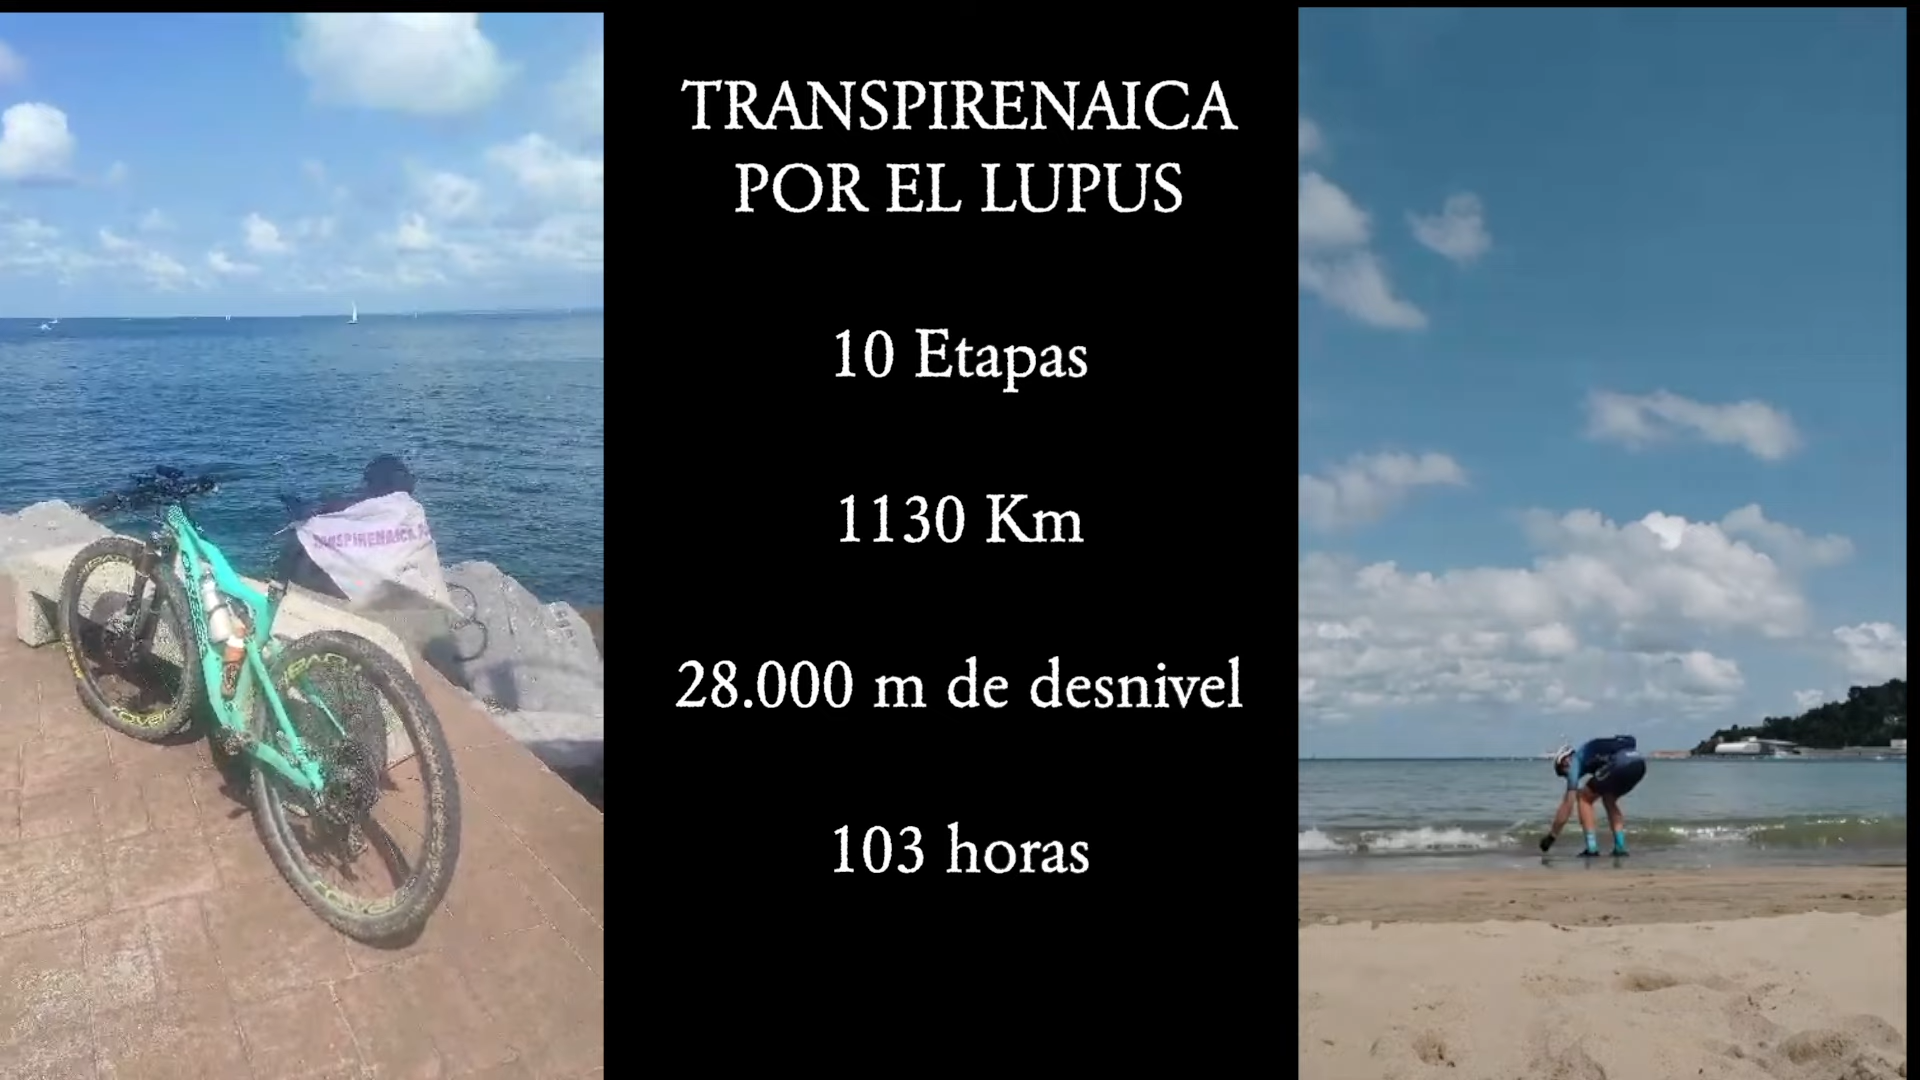 TRANSPIRENAICA
POR EL LUPUS
10 Etapas
1130 Km
28.000 m de desnivel
103 horas